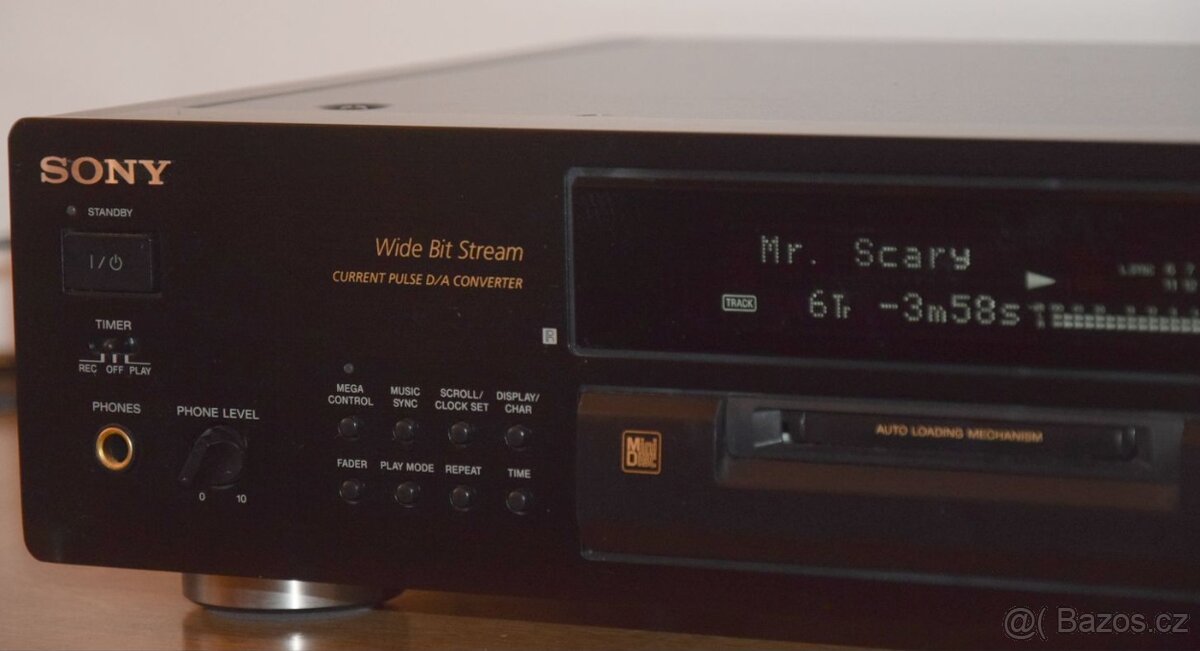 SONY
STANDBY
I/⏻
TIMER
REC OFF PLAY
PHONES
PHONE LEVEL
0 10
Wide Bit Stream
CURRENT PULSE D/A CONVERTER
R
MEGA CONTROL
MUSIC SYNC
SCROLL/ CLOCK SET
DISPLAY/ CHAR
FADER
PLAY MODE
REPEAT
TIME
Mr. Scary
TRACK 6Tr -3m58s
Mini Disc
AUTO LOADING MECHANISM
@( Bazos.cz